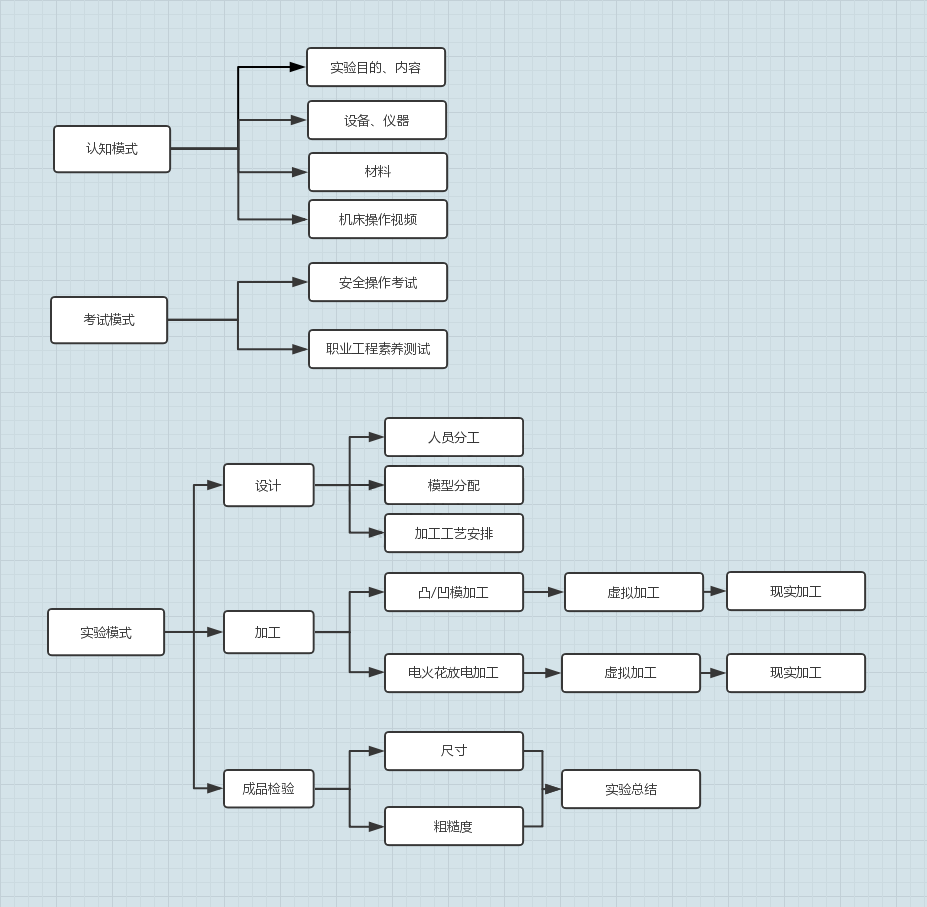 认知模式
实验目的、内容
设备、仪器
材料
机床操作视频
考试模式
安全操作考试
职业工程素养测试
实验模式
设计
人员分工
模型分配
加工工艺安排
加工
凸/凹模加工
虚拟加工
现实加工
电火花放电加工
虚拟加工
现实加工
成品检验
尺寸
粗糙度
实验总结